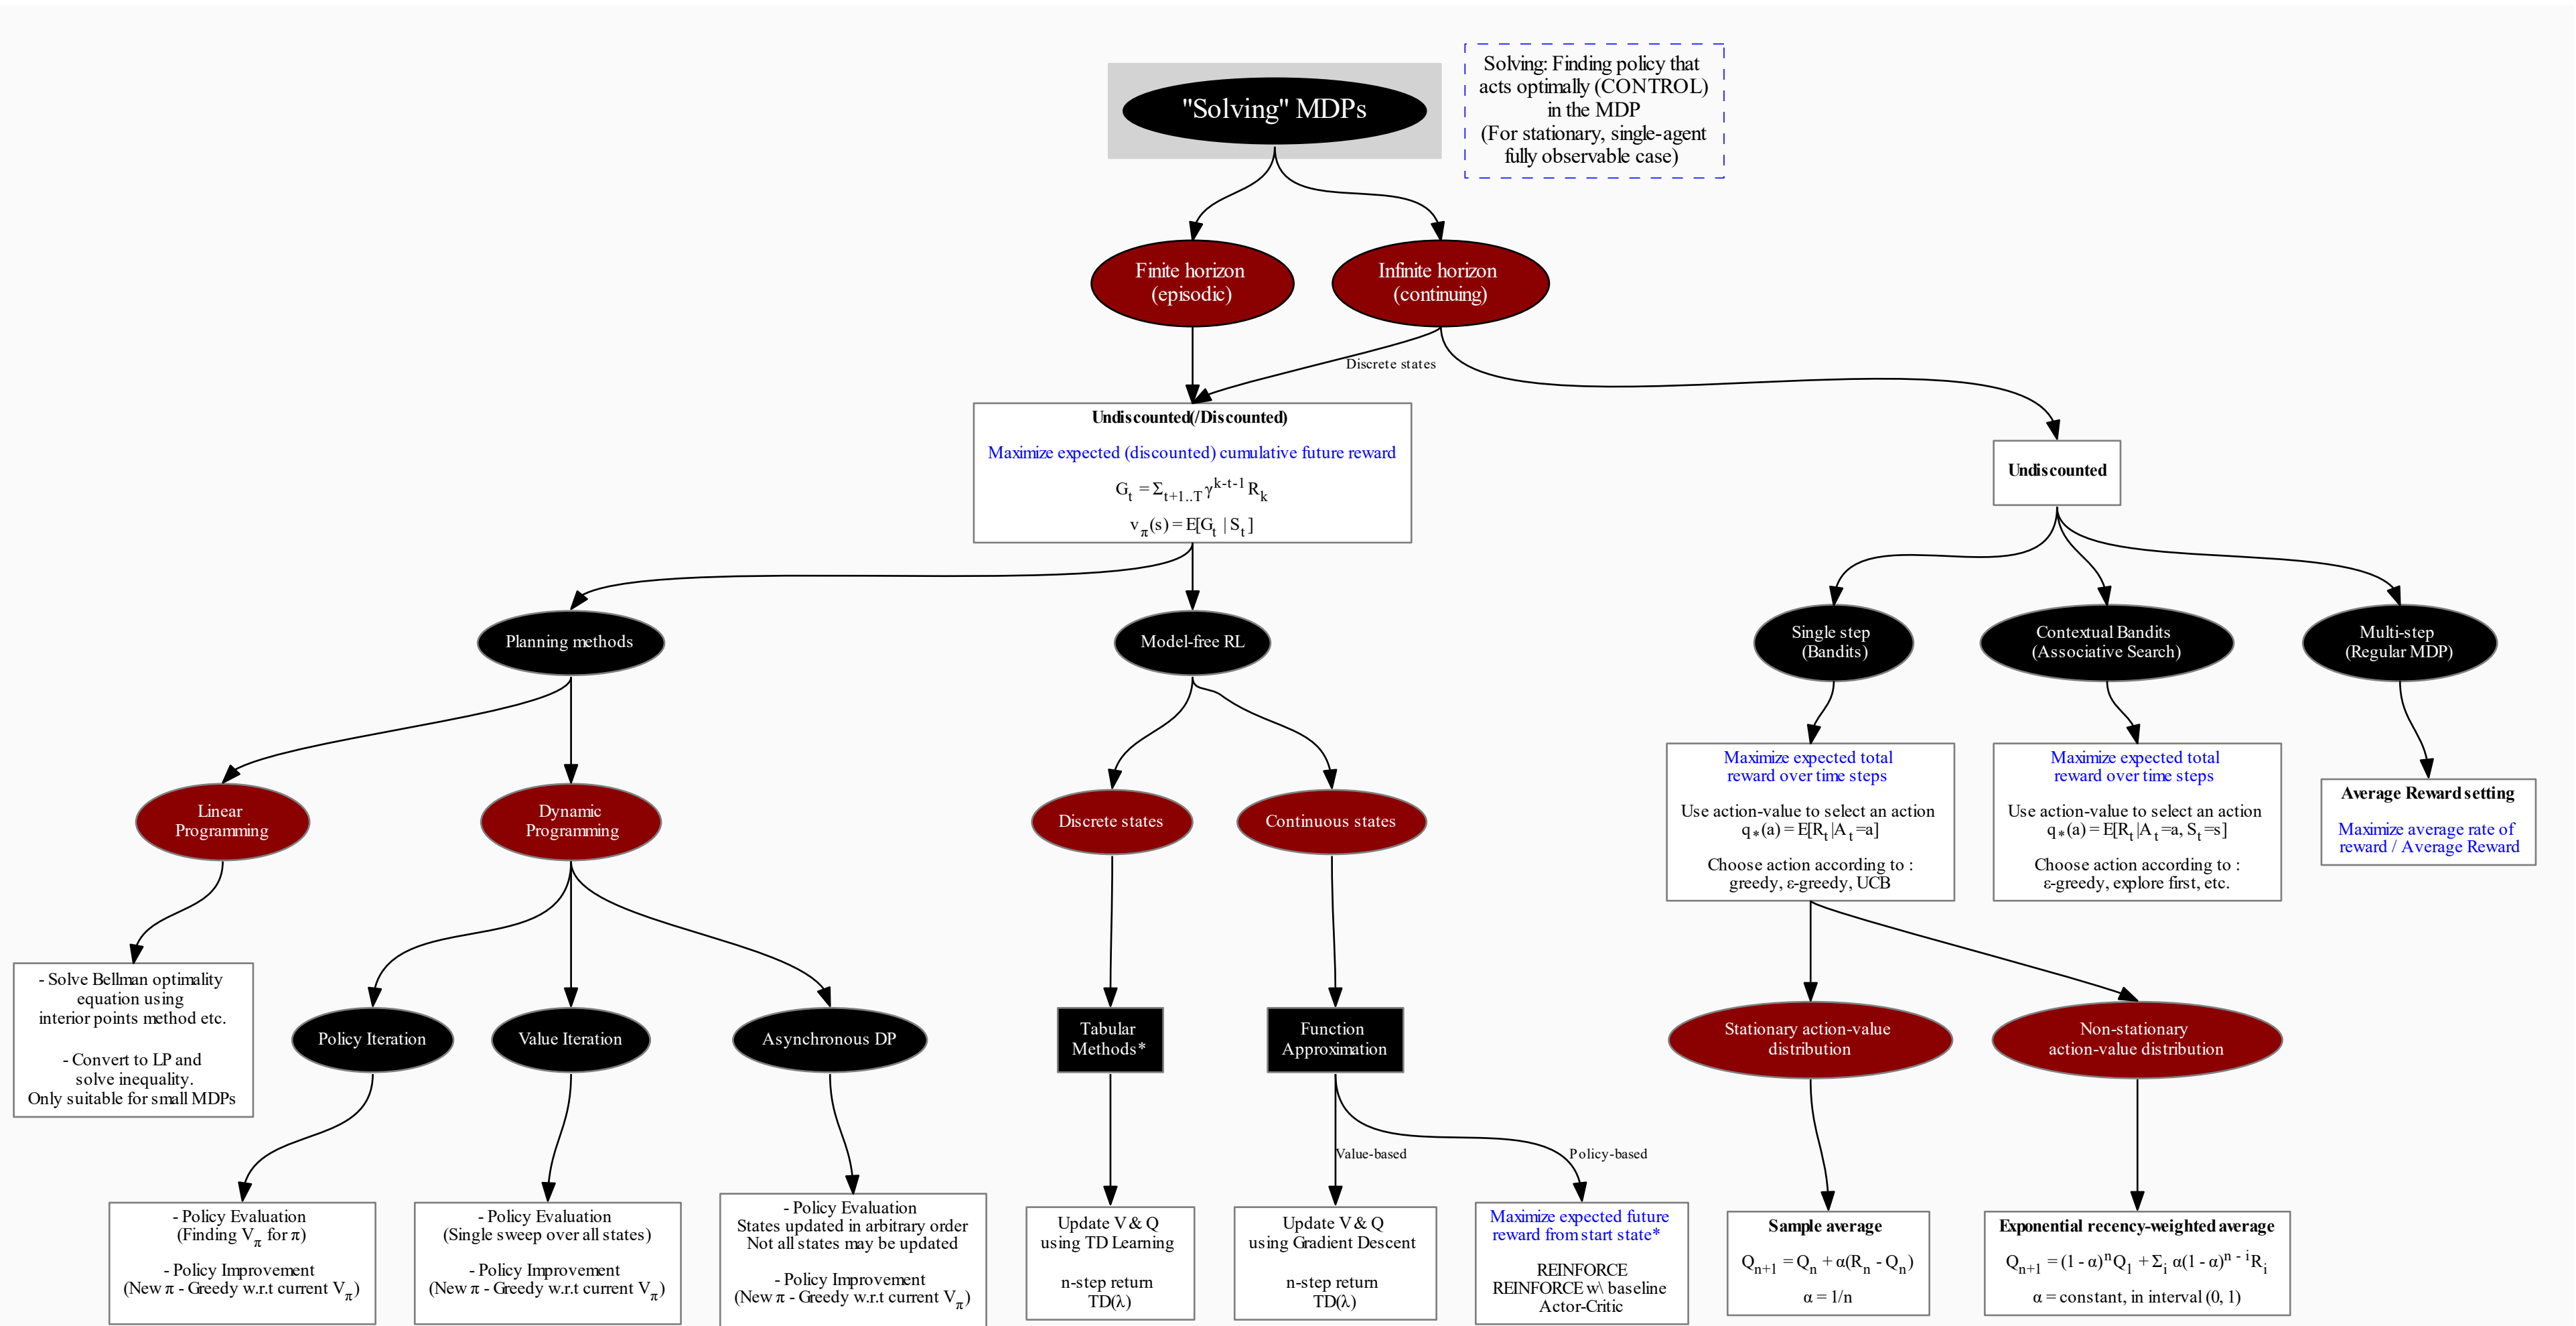 "Solving" MDPs
Solving: Finding policy that
acts optimally (CONTROL)
in the MDP
(For stationary, single-agent
fully observable case)
Finite horizon
(episodic)
Infinite horizon
(continuing)
Discrete states
Undiscounted(/Discounted)
Maximize expected (discounted) cumulative future reward
G_t = Σ_{t+1..T} γ^{k-t-1} R_k
v_π(s) = E[G_t | S_t]
Undiscounted
Planning methods
Model-free RL
Single step
(Bandits)
Contextual Bandits
(Associative Search)
Multi-step
(Regular MDP)
Linear
Programming
Dynamic
Programming
Discrete states
Continuous states
Maximize expected total
reward over time steps
Use action-value to select an action
q_*(a) = E[R_t|A_t=a]
Choose action according to :
greedy, ε-greedy, UCB
Maximize expected total
reward over time steps
Use action-value to select an action
q_*(a) = E[R_t|A_t=a, S_t=s]
Choose action according to :
ε-greedy, explore first, etc.
Average Reward setting
Maximize average rate of
reward / Average Reward
- Solve Bellman optimality
equation using
interior points method etc.
- Convert to LP and
solve inequality.
Only suitable for small MDPs
Policy Iteration
Value Iteration
Asynchronous DP
Tabular
Methods*
Function
Approximation
Stationary action-value
distribution
Non-stationary
action-value distribution
Value-based
Policy-based
- Policy Evaluation
(Finding V_π for π)
- Policy Improvement
(New π - Greedy w.r.t current V_π)
- Policy Evaluation
(Single sweep over all states)
- Policy Improvement
(New π - Greedy w.r.t current V_π)
- Policy Evaluation
States updated in arbitrary order
Not all states may be updated
- Policy Improvement
(New π - Greedy w.r.t current V_π)
Update V & Q
using TD Learning
n-step return
TD(λ)
Update V & Q
using Gradient Descent
n-step return
TD(λ)
Maximize expected future
reward from start state*
REINFORCE
REINFORCE w\ baseline
Actor-Critic
Sample average
Q_{n+1} = Q_n + α(R_n - Q_n)
α = 1/n
Exponential recency-weighted average
Q_{n+1} = (1 - α)^n Q_1 + Σ_i α(1 - α)^{n - i} R_i
α = constant, in interval (0, 1)